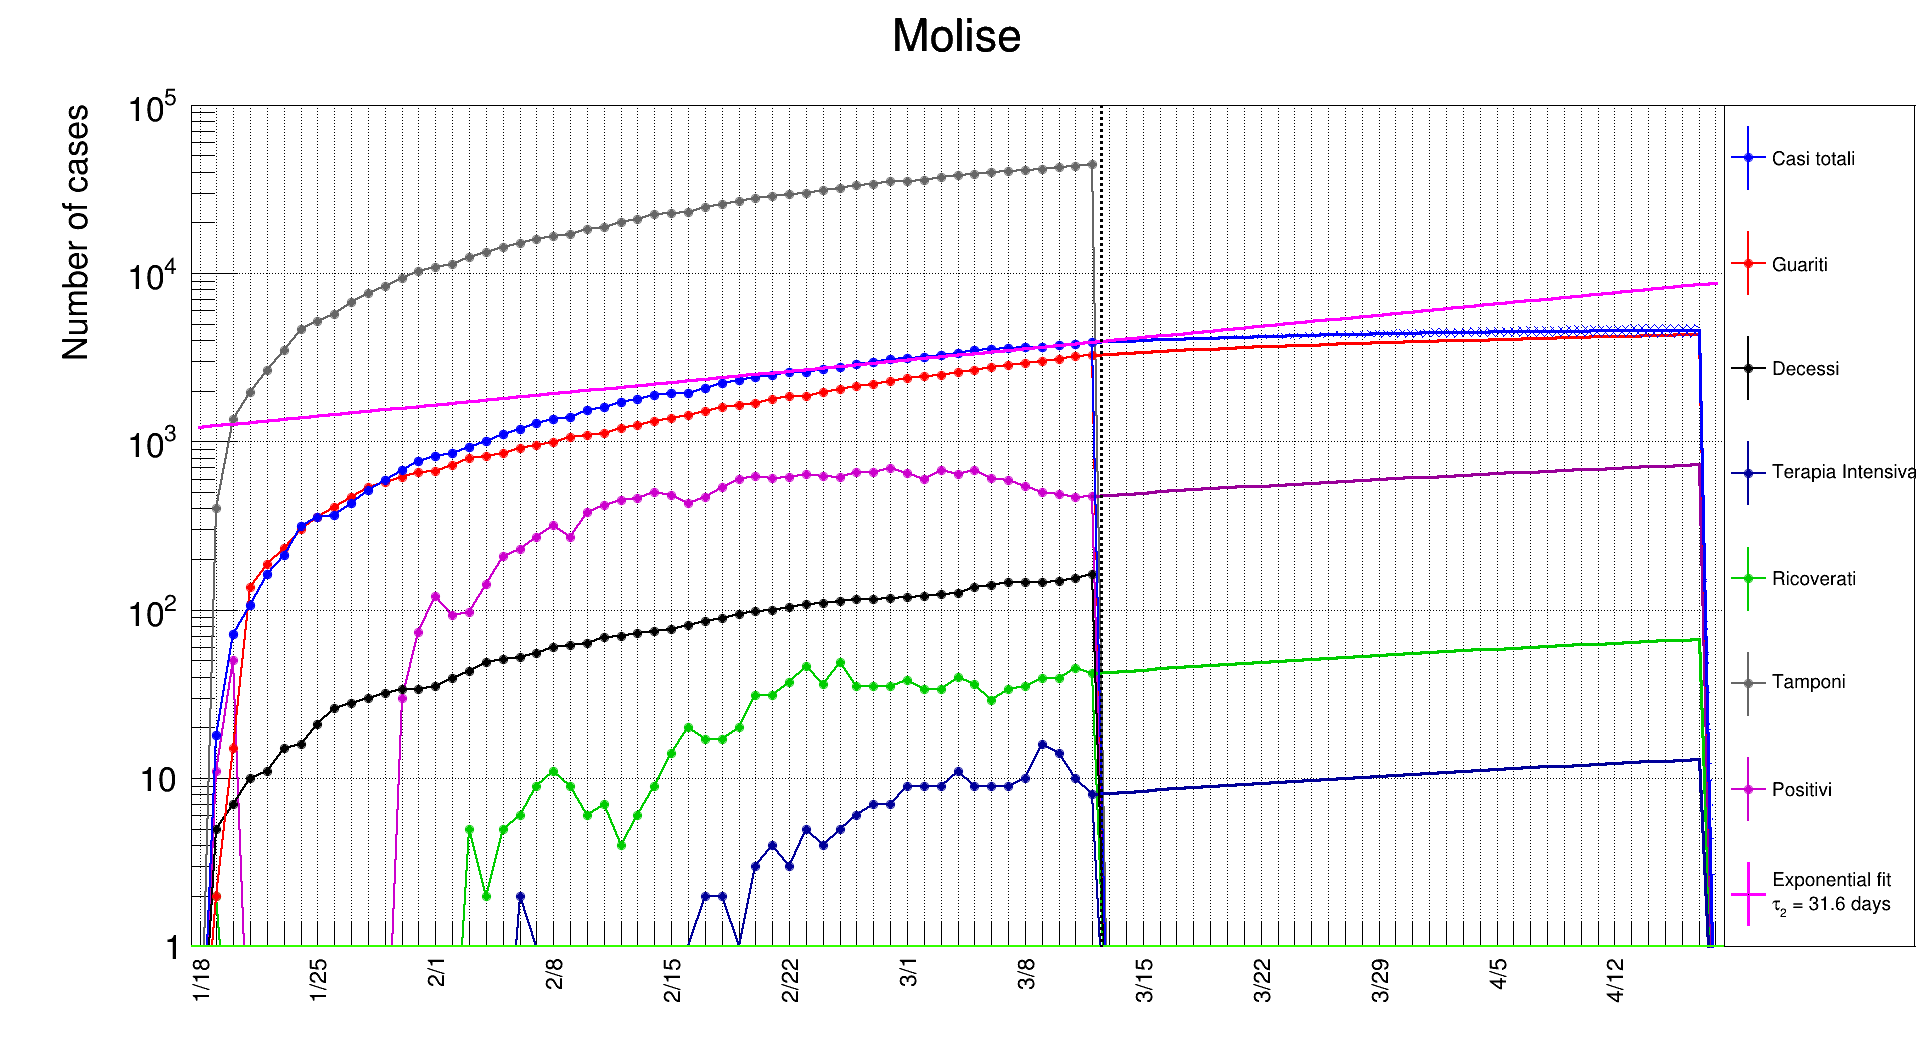 Molise
Number of cases
10^5
10^4
10^3
10^2
10
1
1/18
1/25
2/1
2/8
2/15
2/22
3/1
3/8
3/15
3/22
3/29
4/5
4/12
Casi totali
Guariti
Decessi
Terapia Intensiva
Ricoverati
Tamponi
Positivi
Exponential fit
τ₂ = 31.6 days